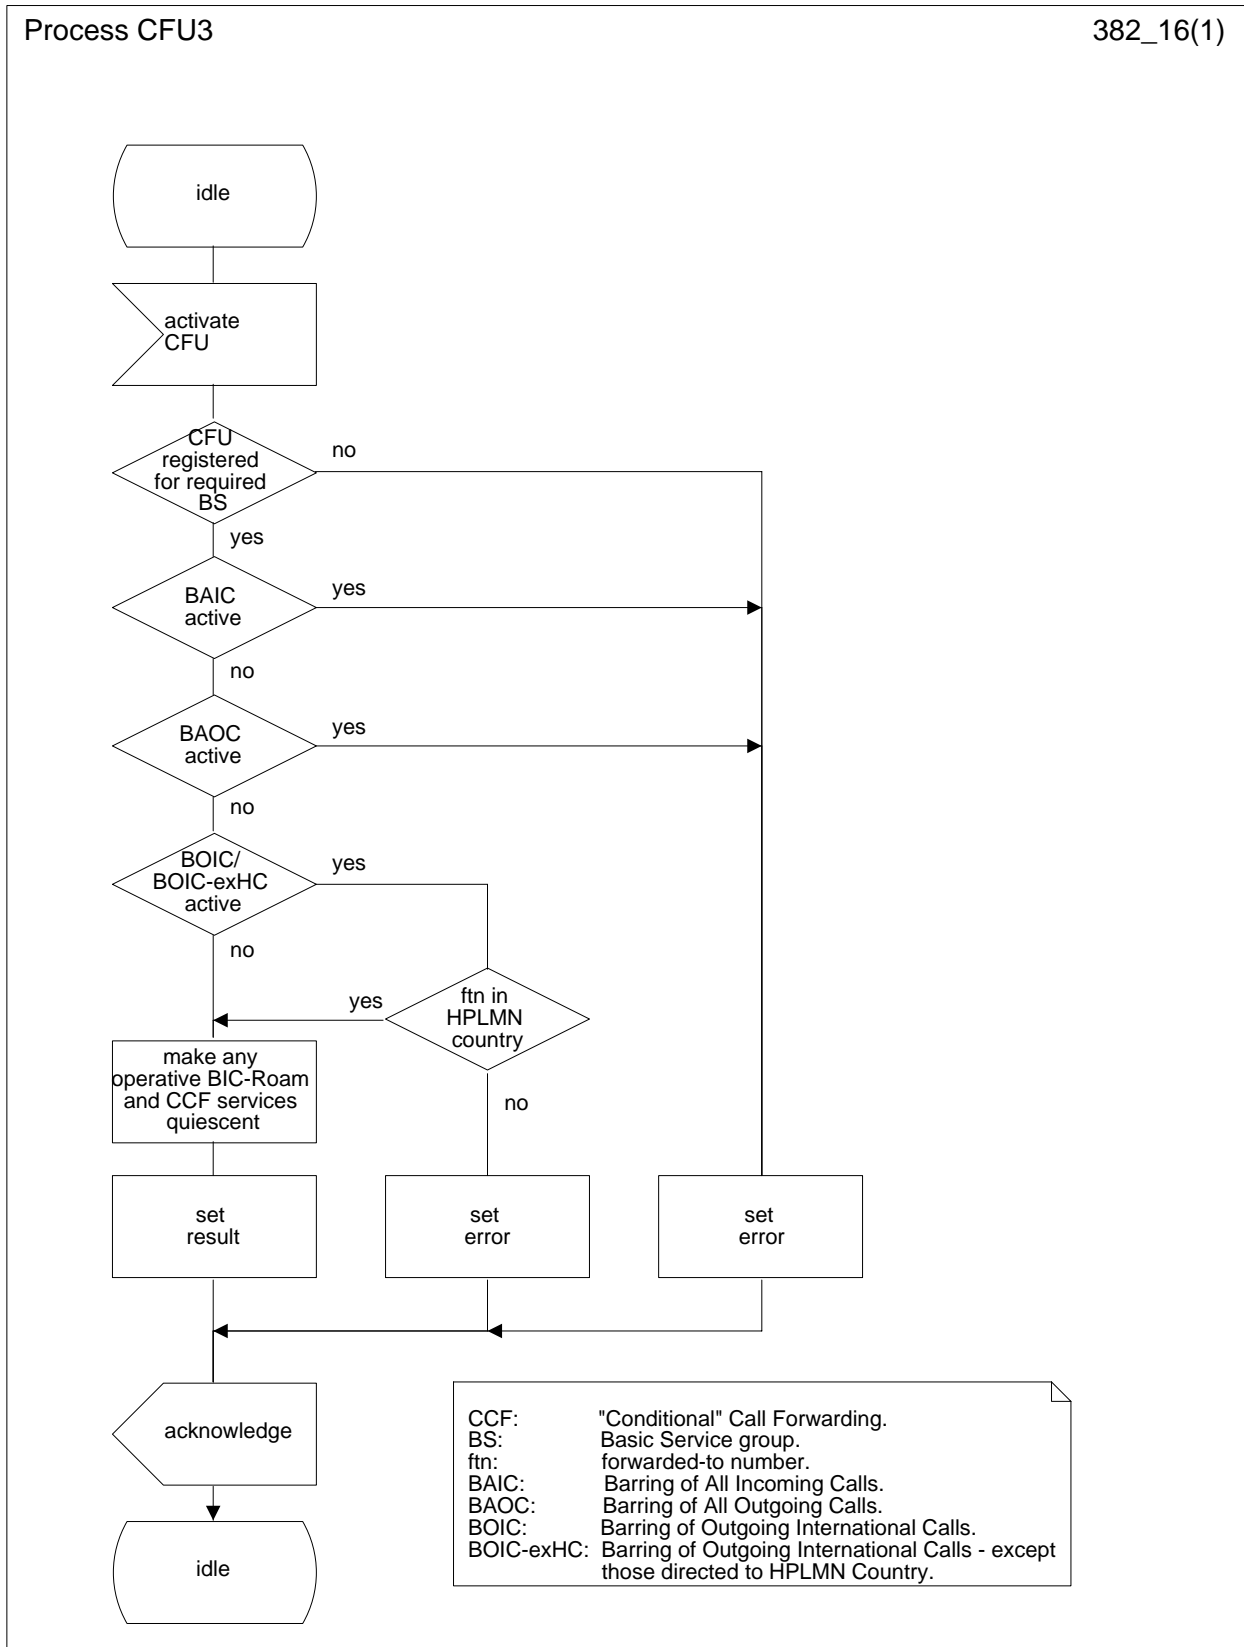 Process CFU3
382_16(1)
idle
activate
CFU
CFU
registered
for required
BS
no
yes
BAIC
active
yes
no
BAOC
active
yes
no
BOIC/
BOIC-exHC
active
yes
no
ftn in
HPLMN
country
yes
no
make any
operative BIC-Roam
and CCF services
quiescent
set
result
set
error
set
error
acknowledge
idle
CCF: "Conditional" Call Forwarding.
BS: Basic Service group.
ftn: forwarded-to number.
BAIC: Barring of All Incoming Calls.
BAOC: Barring of All Outgoing Calls.
BOIC: Barring of Outgoing International Calls.
BOIC-exHC: Barring of Outgoing International Calls - except
those directed to HPLMN Country.